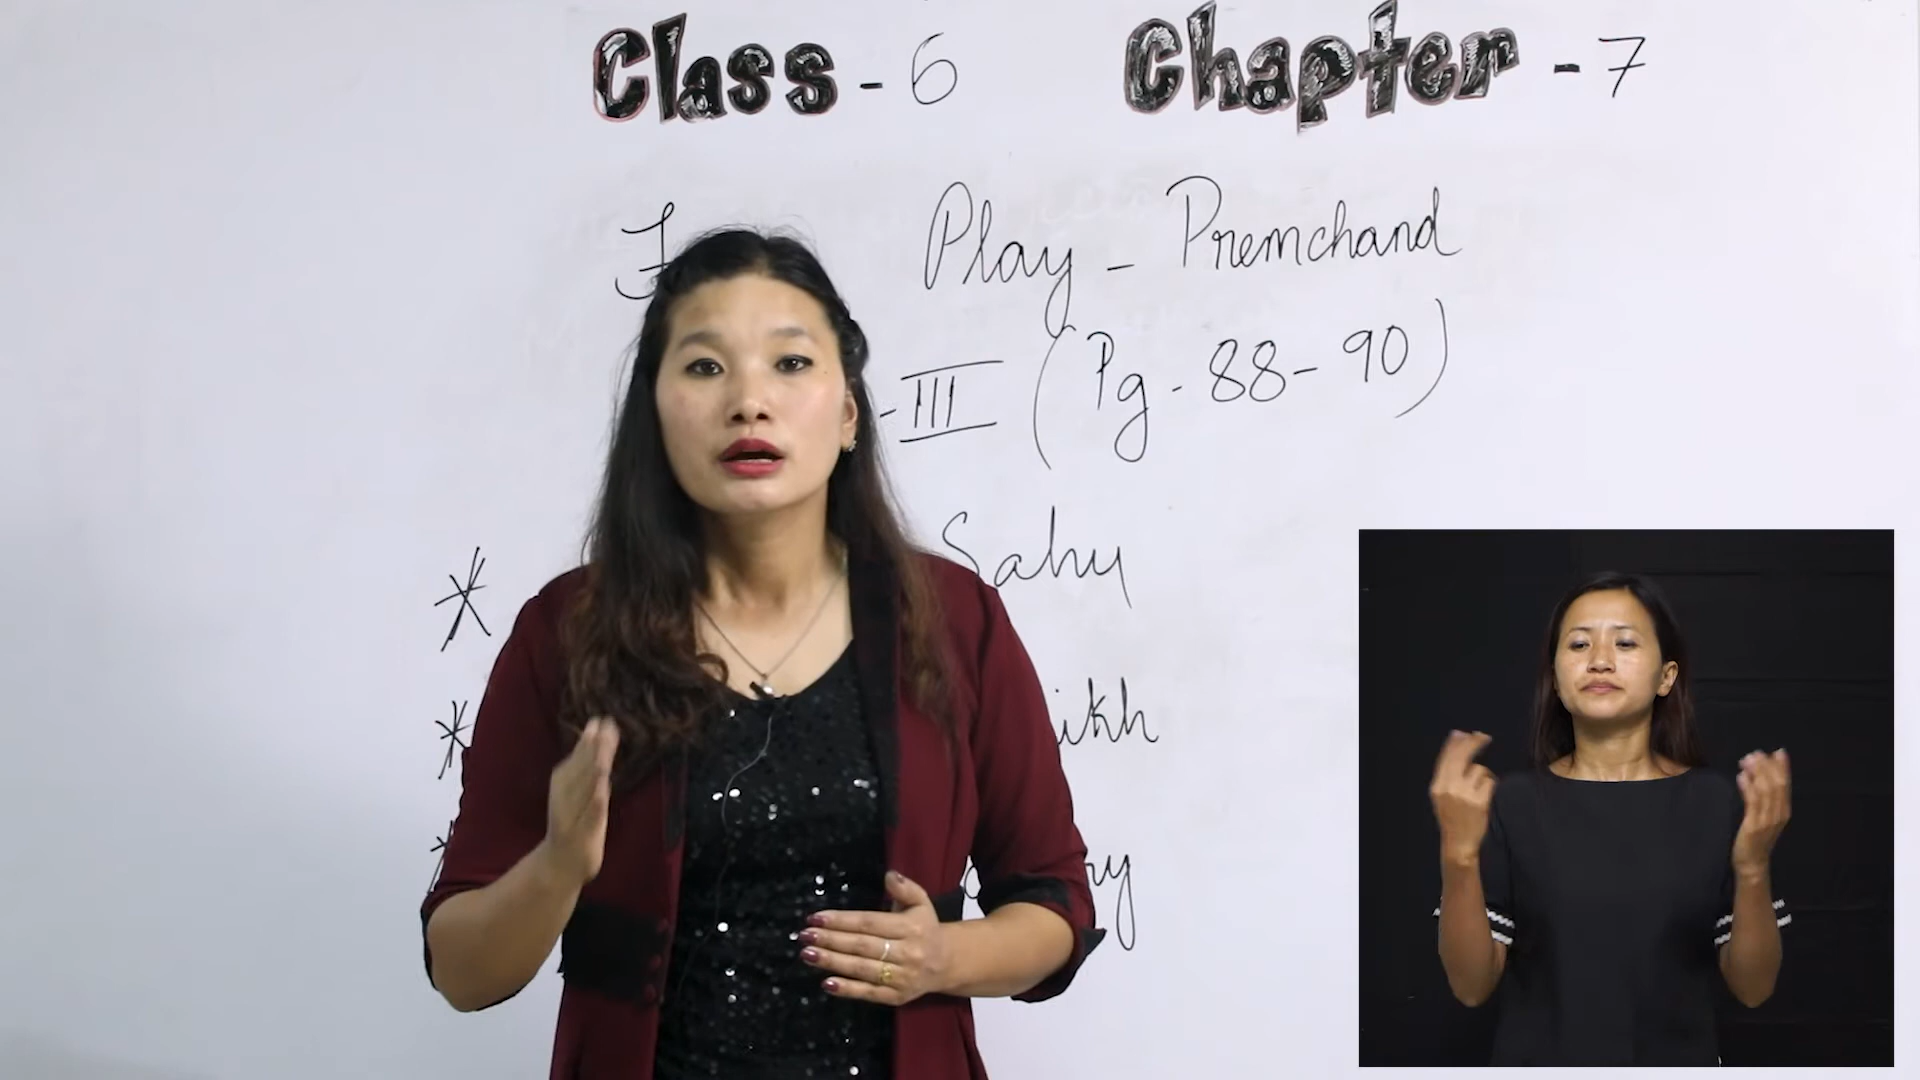 Class - 6 Chapter - 7
Play - Premchand
- III (Pg - 88 - 90)
* Sahu
*
*